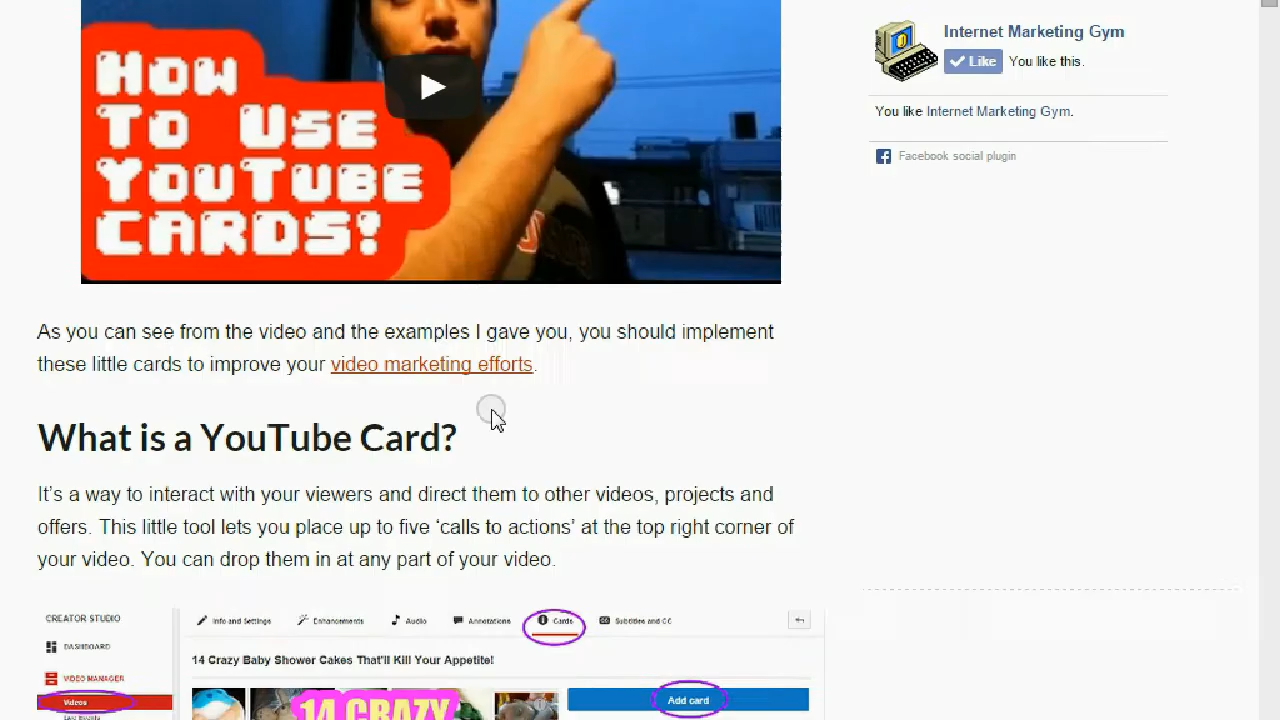 HOW
TO USE
YOUTUBE
CARDS!
Internet Marketing Gym
Like You like this.
You like Internet Marketing Gym.
Facebook social plugin
As you can see from the video and the examples I gave you, you should implement
these little cards to improve your video marketing efforts.
What is a YouTube Card?
It's a way to interact with your viewers and direct them to other videos, projects and
offers. This little tool lets you place up to five ‘calls to actions’ at the top right corner of
your video. You can drop them in at any part of your video.
CREATOR STUDIO
Info and Settings Enhancements Audio Annotations Cards Subtitles and CC
DASHBOARD
14 Crazy Baby Shower Cakes That'll Kill Your Appetite!
VIDEO MANAGER
Videos
14 CRAZY
Add card